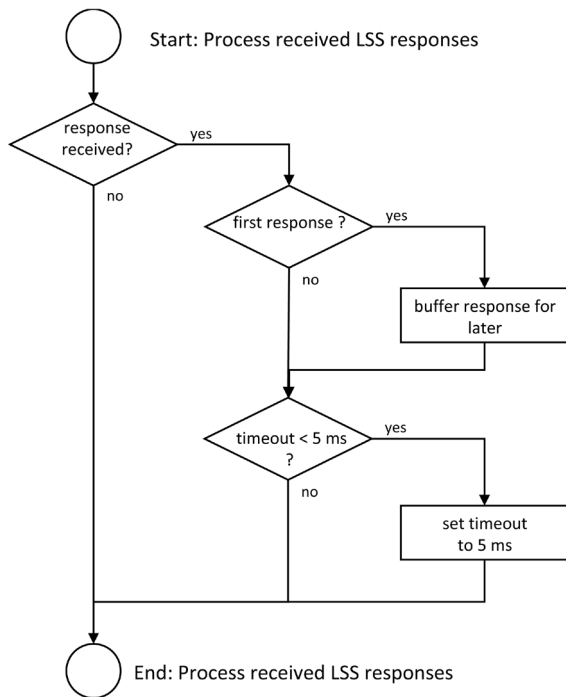 Start: Process received LSS responses
response
received?
yes
no
first response ?
yes
no
buffer response for
later
timeout < 5 ms
?
yes
no
set timeout
to 5 ms
End: Process received LSS responses